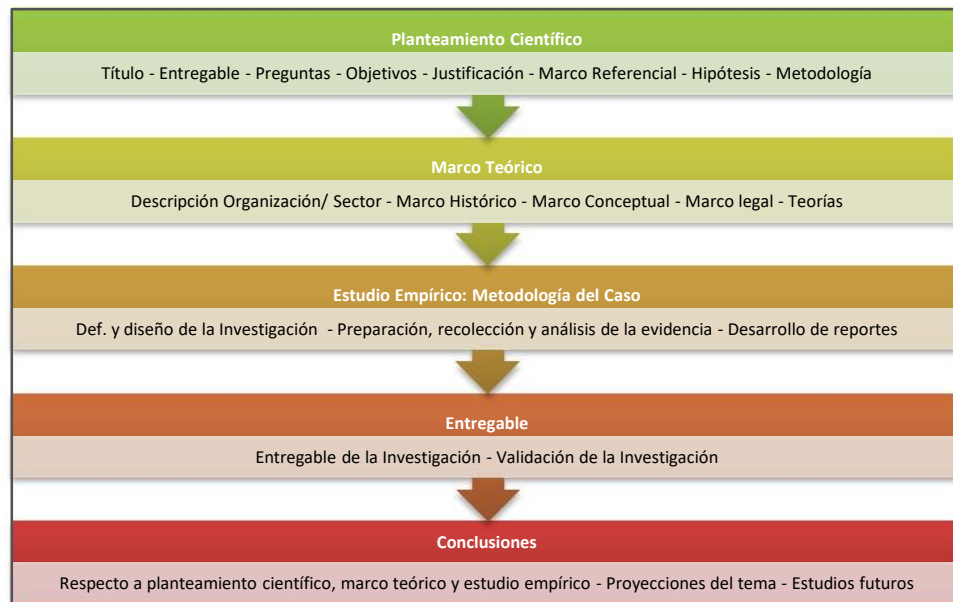 Planteamiento Científico
Título - Entregable - Preguntas - Objetivos - Justificación - Marco Referencial - Hipótesis - Metodología
Marco Teórico
Descripción Organización/ Sector - Marco Histórico - Marco Conceptual - Marco legal - Teorías
Estudio Empírico: Metodología del Caso
Def. y diseño de la Investigación - Preparación, recolección y análisis de la evidencia - Desarrollo de reportes
Entregable
Entregable de la Investigación - Validación de la Investigación
Conclusiones
Respecto a planteamiento científico, marco teórico y estudio empírico - Proyecciones del tema - Estudios futuros